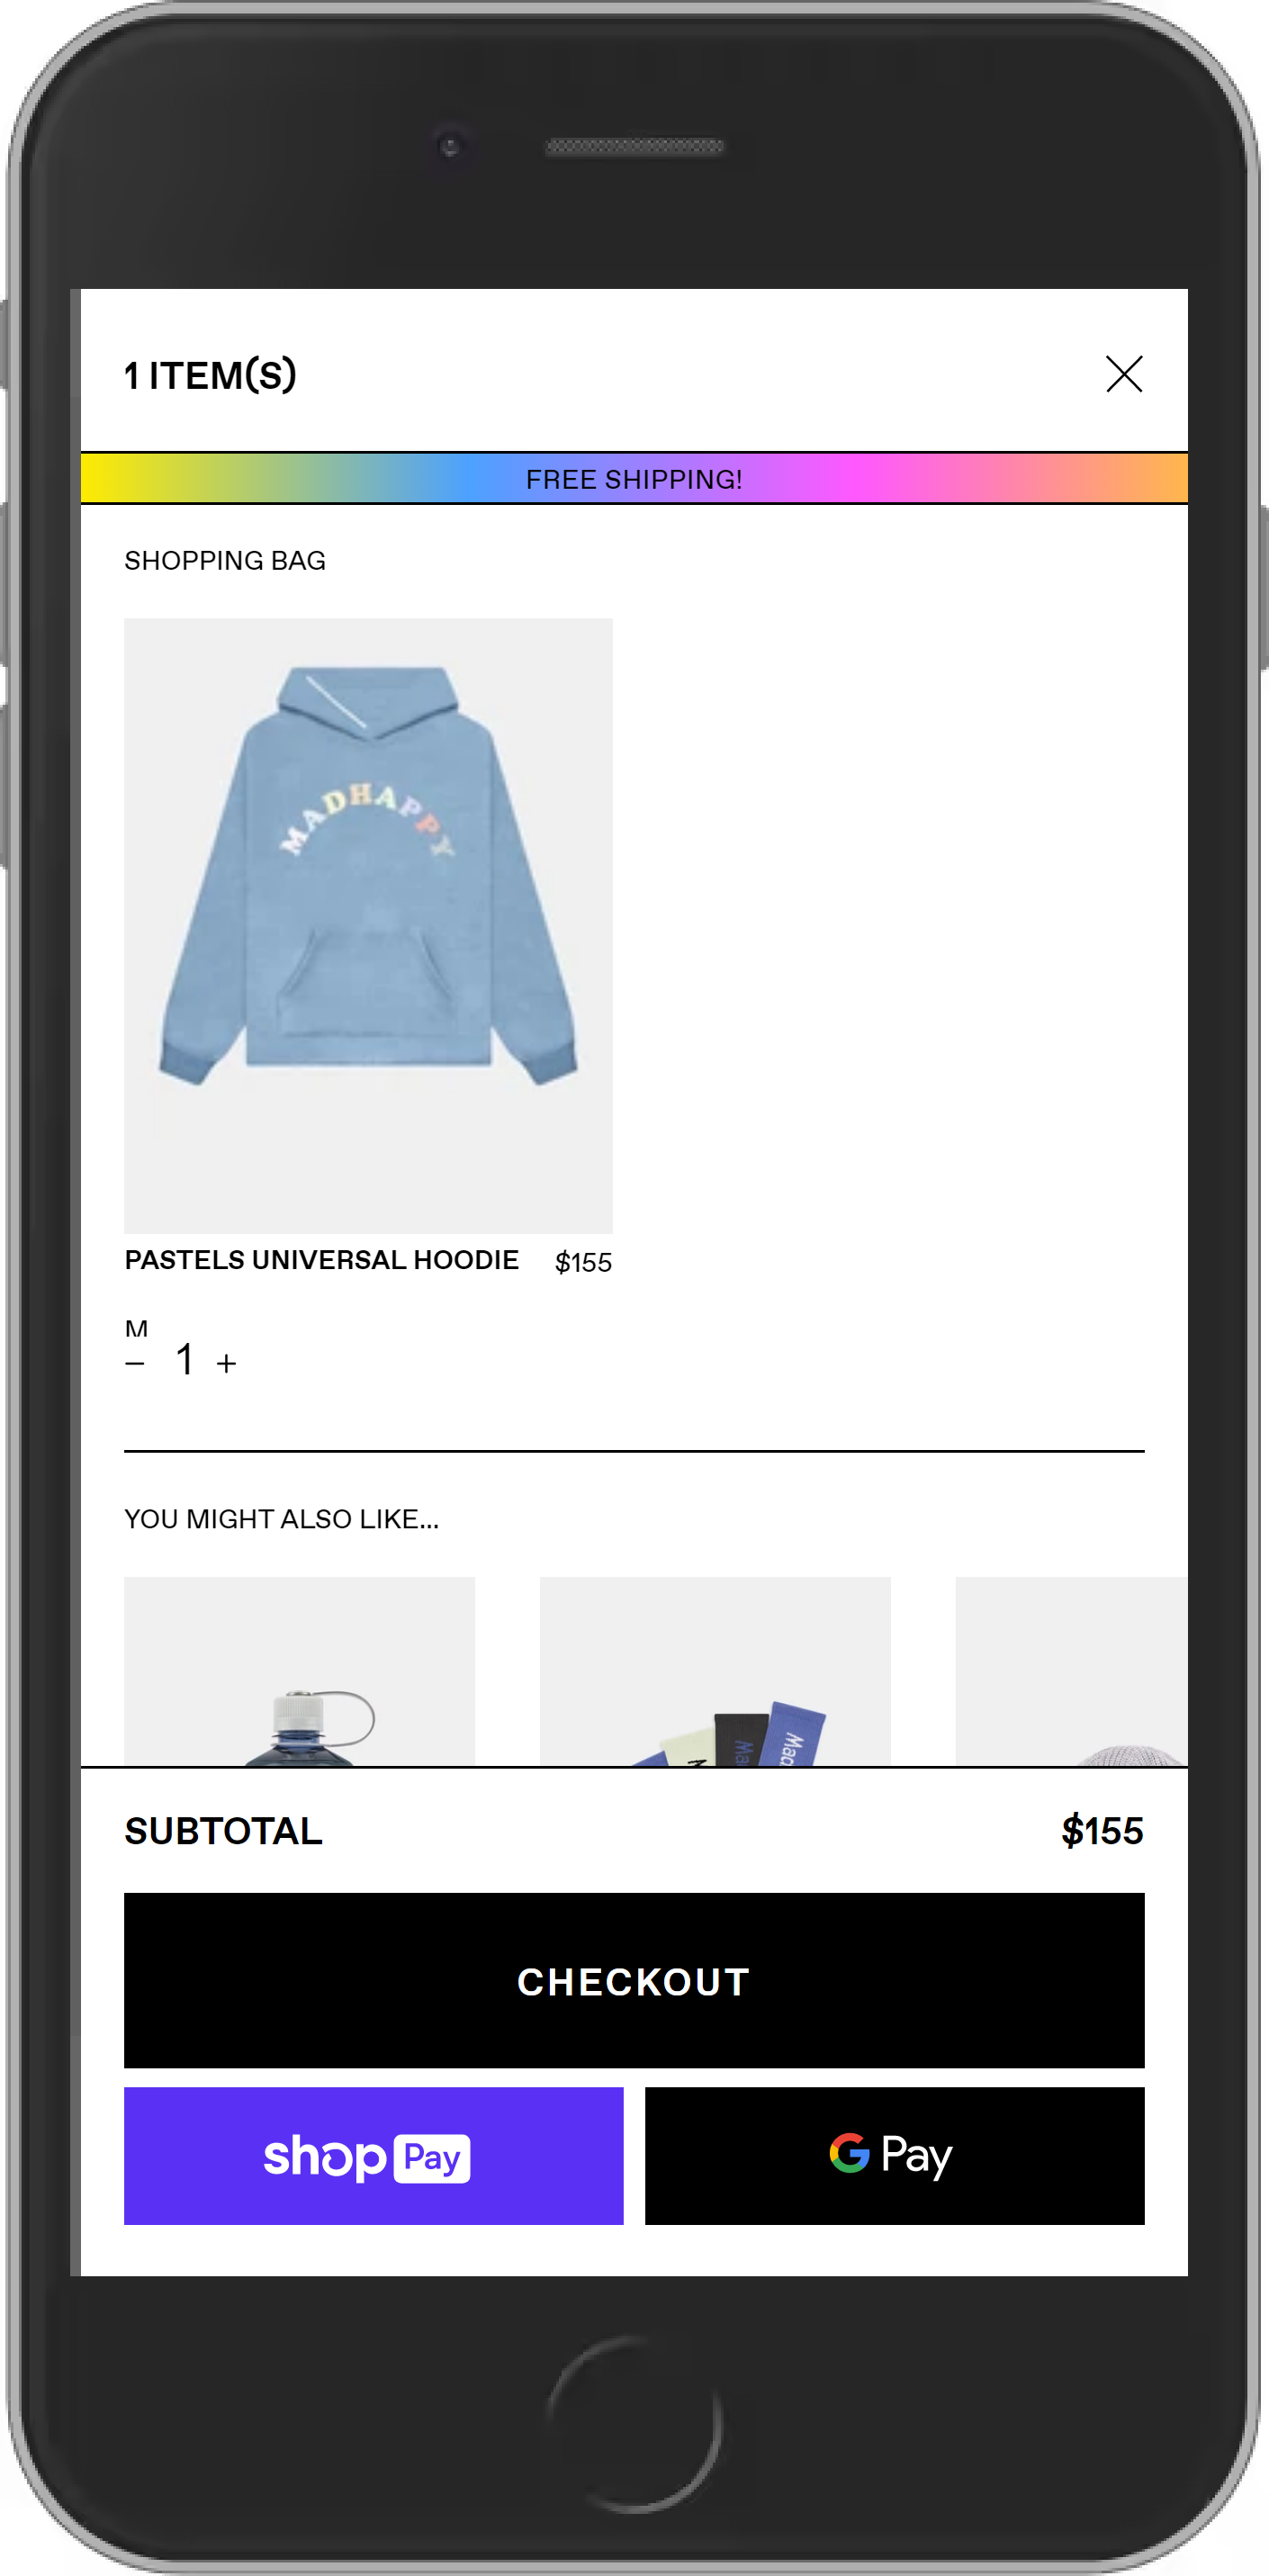 1 ITEM(S)
FREE SHIPPING!
SHOPPING BAG
MADHAPPY
PASTELS UNIVERSAL HOODIE $155
M
− 1 +
YOU MIGHT ALSO LIKE...
SUBTOTAL $155
CHECKOUT
shop Pay
G Pay